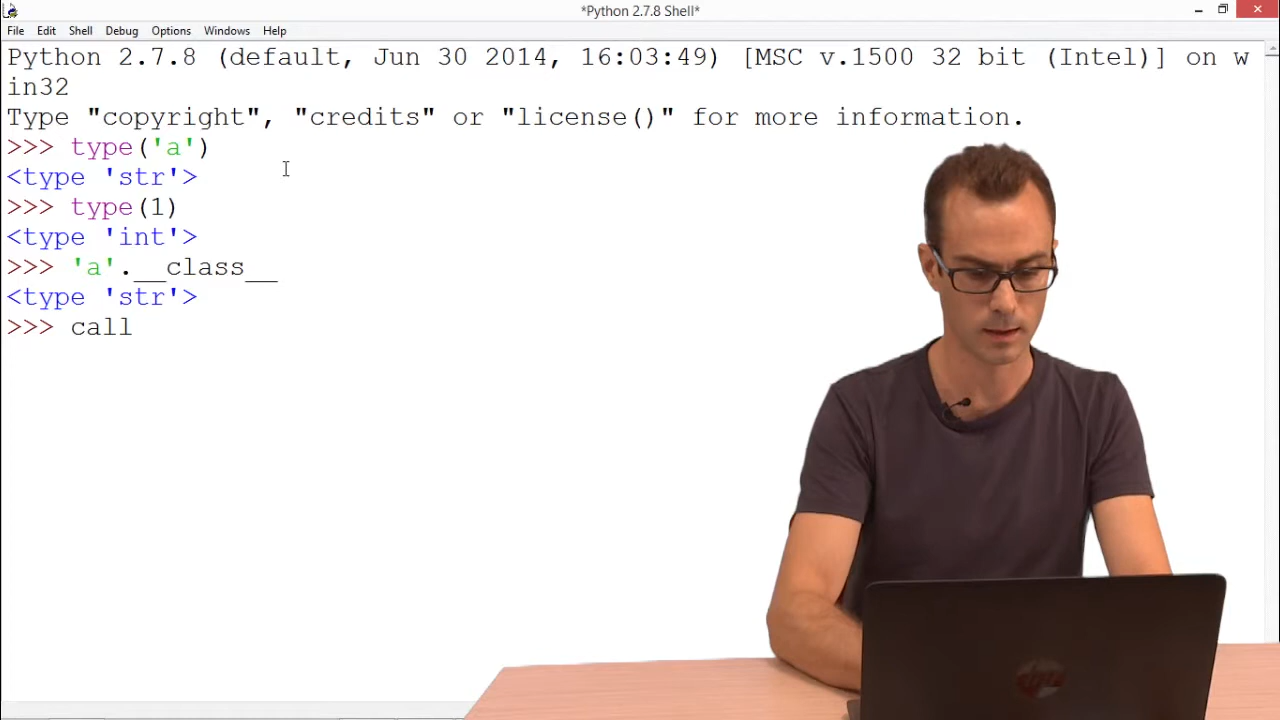 *Python 2.7.8 Shell*
File Edit Shell Debug Options Windows Help
Python 2.7.8 (default, Jun 30 2014, 16:03:49) [MSC v.1500 32 bit (Intel)] on w
in32
Type "copyright", "credits" or "license()" for more information.
>>> type('a')
<type 'str'>
>>> type(1)
<type 'int'>
>>> 'a'.__class__
<type 'str'>
>>> call
hp